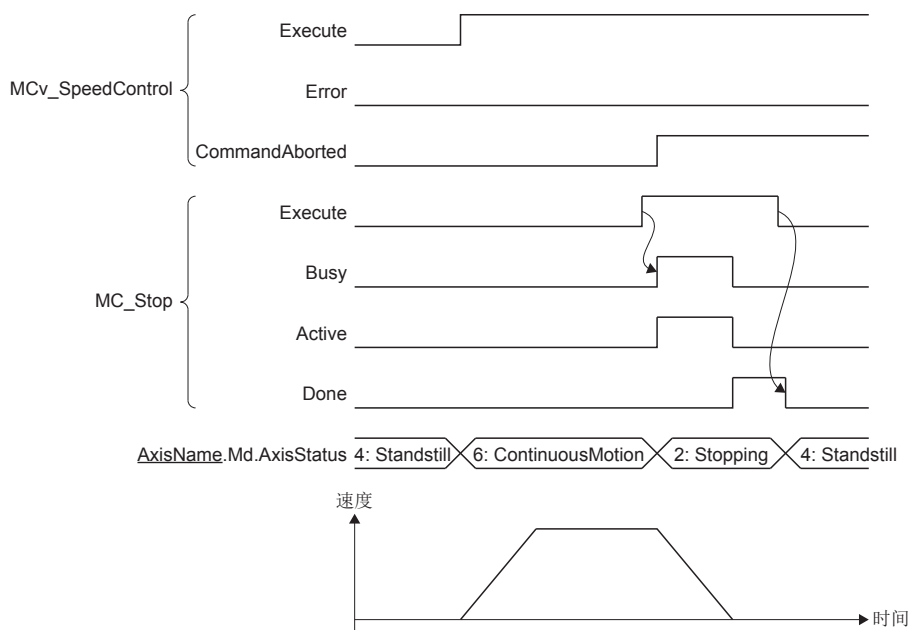 Execute
MCv_SpeedControl
Error
CommandAborted
Execute
Busy
MC_Stop
Active
Done
AxisName.Md.AxisStatus 4: Standstill 6: ContinuousMotion 2: Stopping 4: Standstill
速度
时间